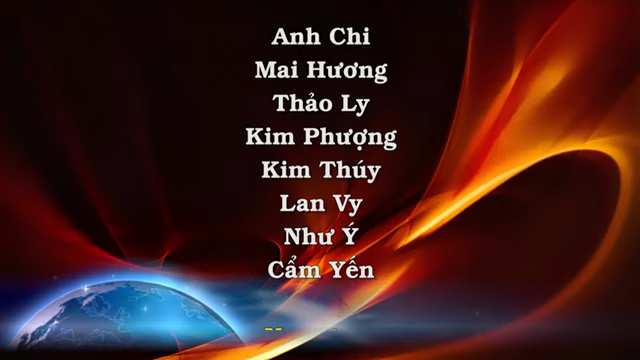 Anh Chi
Mai Hương
Thảo Ly
Kim Phượng
Kim Thúy
Lan Vy
Như Ý
Cẩm Yến